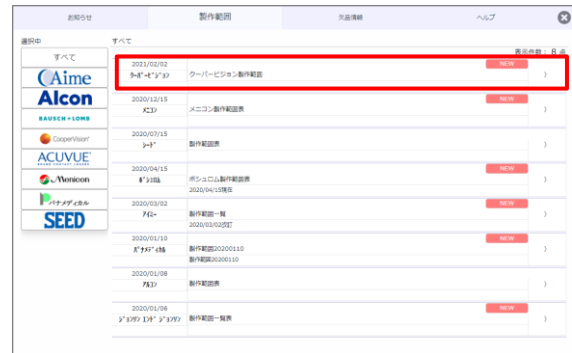 お知らせ
製作範囲
欠品情報
ヘルプ
選択中
すべて
表示件数： 8 点
すべて
Aime
Alcon
BAUSCH + LOMB
CooperVision
ACUVUE
Menicon
パナメディカル
SEED
2021/02/02
NEW
ｸｰﾊﾟｰﾋﾞｼﾞｮﾝ
クーパービジョン製作範囲
2020/12/15
NEW
ﾒﾆｺﾝ
メニコン製作範囲表
2020/07/15
ｼｰﾄﾞ
製作範囲表
2020/04/15
NEW
ﾎﾞｼｭﾛﾑ
ボシュロム製作範囲表
2020/04/15現在
2020/03/02
NEW
ｱｲﾐｰ
製作範囲一覧
2020/03/02改訂
2020/01/10
NEW
ﾊﾟﾅﾒﾃﾞｨｶﾙ
製作範囲20200110
製作範囲20200110
2020/01/08
ｱﾙｺﾝ
製作範囲表
2020/01/06
NEW
ｼﾞｮﾝｿﾝ ｴﾝﾄﾞ ｼﾞｮﾝｿﾝ
製作範囲一覧表